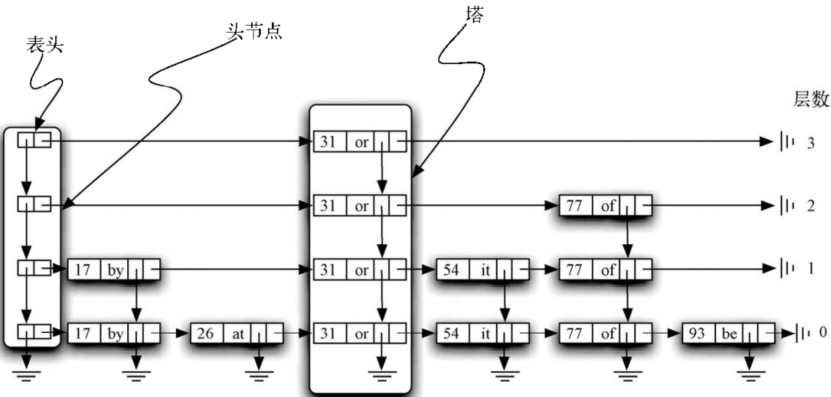 塔
头节点
表头
层数
31 or 3
31 or 77 of 2
17 by 31 or 54 it 77 of 1
17 by 26 at 31 or 54 it 77 of 93 be 0